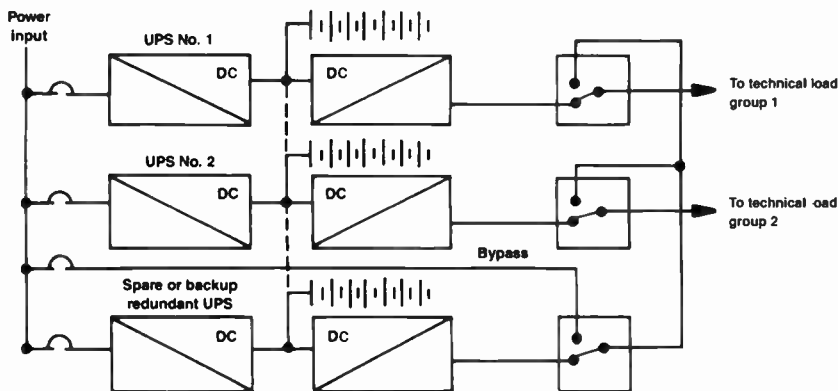 Power
input
UPS No. 1
DC
DC
To technical load
group 1
UPS No. 2
DC
DC
To technical oad
group 2
Bypass
Spare or backup
redundant UPS
DC
DC